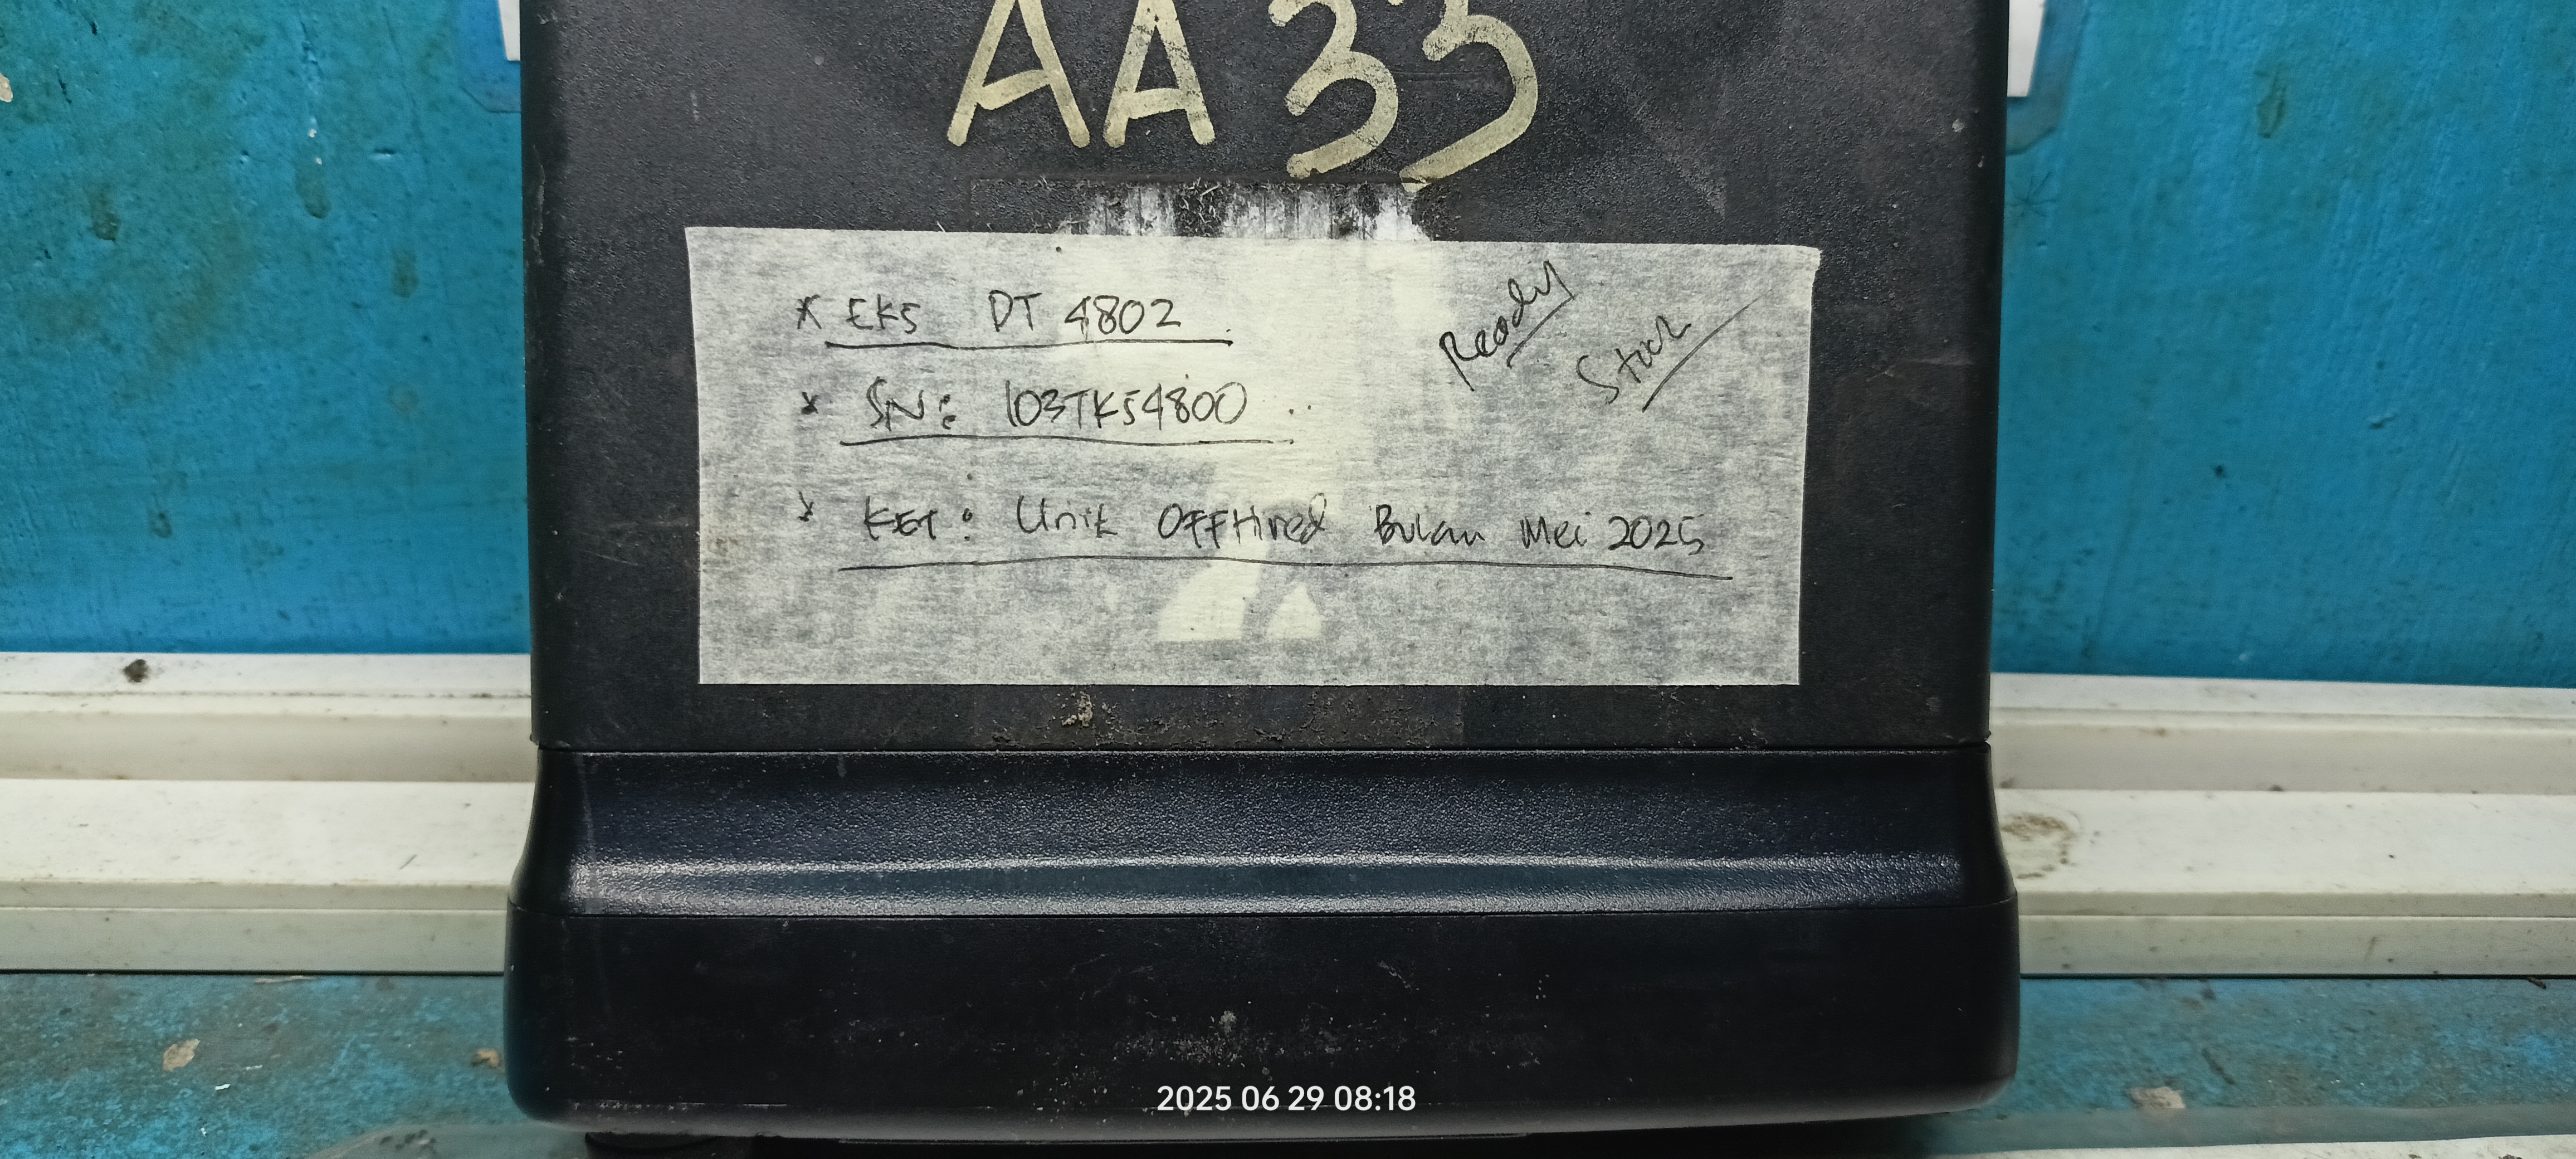 AA 33
* EKS DT 4802
Ready
Stock
* SN: 103TK54800
* KET: Unit OFFHired Bulan Mei 2025
2025 06 29 08:18